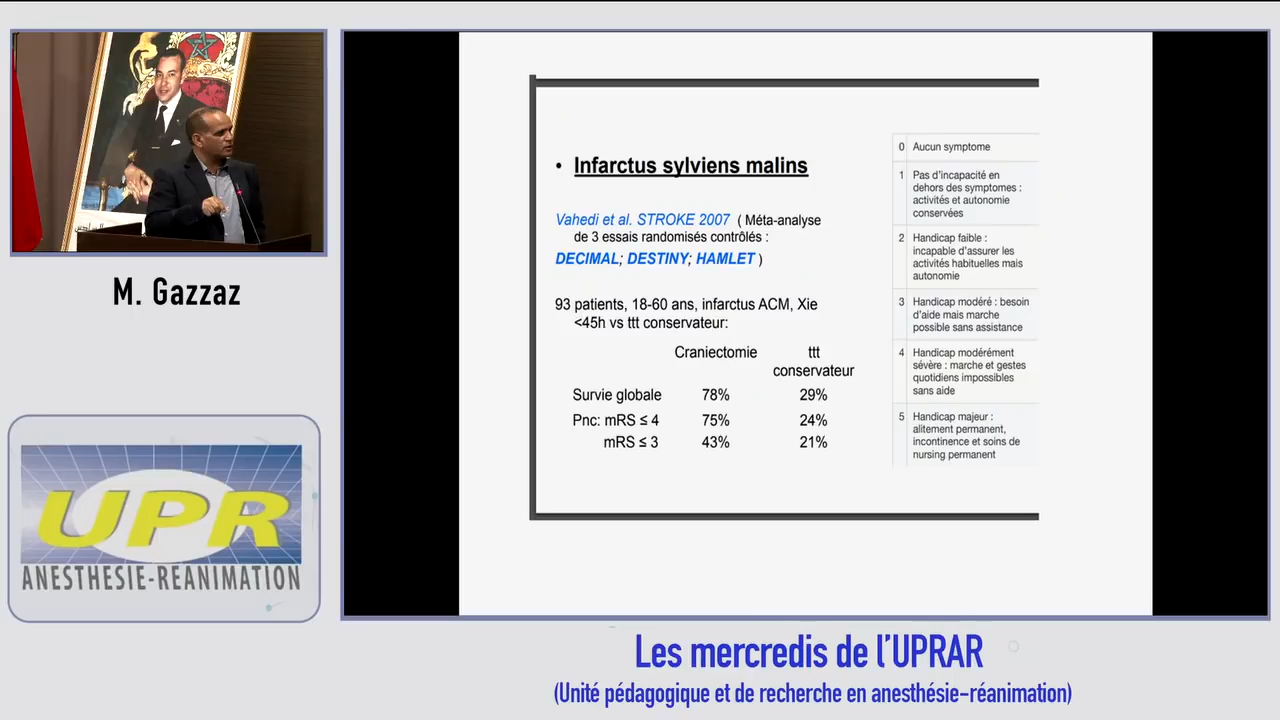 M. Gazzaz
UPR
ANESTHESIE-REANIMATION
• Infarctus sylviens malins
Vahedi et al. STROKE 2007 ( Méta-analyse
de 3 essais randomisés contrôlés :
DECIMAL; DESTINY; HAMLET )
93 patients, 18-60 ans, infarctus ACM, Xie
<45h vs ttt conservateur:
Craniectomie ttt
conservateur
Survie globale 78% 29%
Pnc: mRS ≤ 4 75% 24%
mRS ≤ 3 43% 21%
0 Aucun symptome
1 Pas d'incapacité en
dehors des symptomes :
activités et autonomie
conservées
2 Handicap faible :
incapable d'assurer les
activités habituelles mais
autonomie
3 Handicap modéré : besoin
d'aide mais marche
possible sans assistance
4 Handicap modérément
sévère : marche et gestes
quotidiens impossibles
sans aide
5 Handicap majeur :
alitement permanent,
incontinence et soins de
nursing permanent
Les mercredis de l'UPRAR
(Unité pédagogique et de recherche en anesthésie-réanimation)